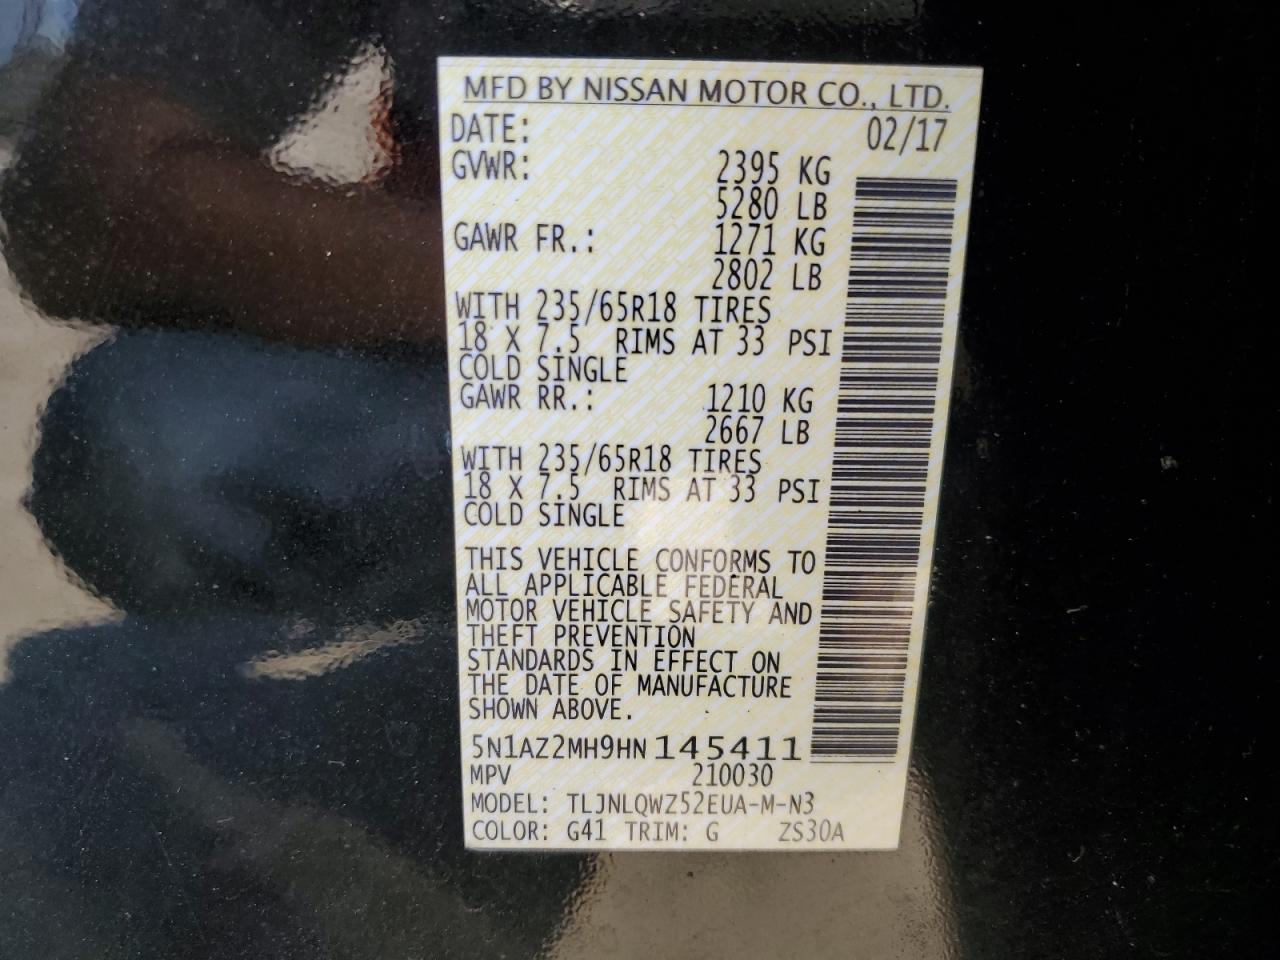 MFD BY NISSAN MOTOR CO., LTD.
DATE: 02/17
GVWR: 2395 KG
5280 LB
GAWR FR.: 1271 KG
2802 LB
WITH 235/65R18 TIRES
18 X 7.5 RIMS AT 33 PSI
COLD SINGLE
GAWR RR.: 1210 KG
2667 LB
WITH 235/65R18 TIRES
18 X 7.5 RIMS AT 33 PSI
COLD SINGLE
THIS VEHICLE CONFORMS TO
ALL APPLICABLE FEDERAL
MOTOR VEHICLE SAFETY AND
THEFT PREVENTION
STANDARDS IN EFFECT ON
THE DATE OF MANUFACTURE
SHOWN ABOVE.
5N1AZ2MH9HN145411
MPV 210030
MODEL: TLJNLQWZ52EUA-M-N3
COLOR: G41 TRIM: G ZS30A